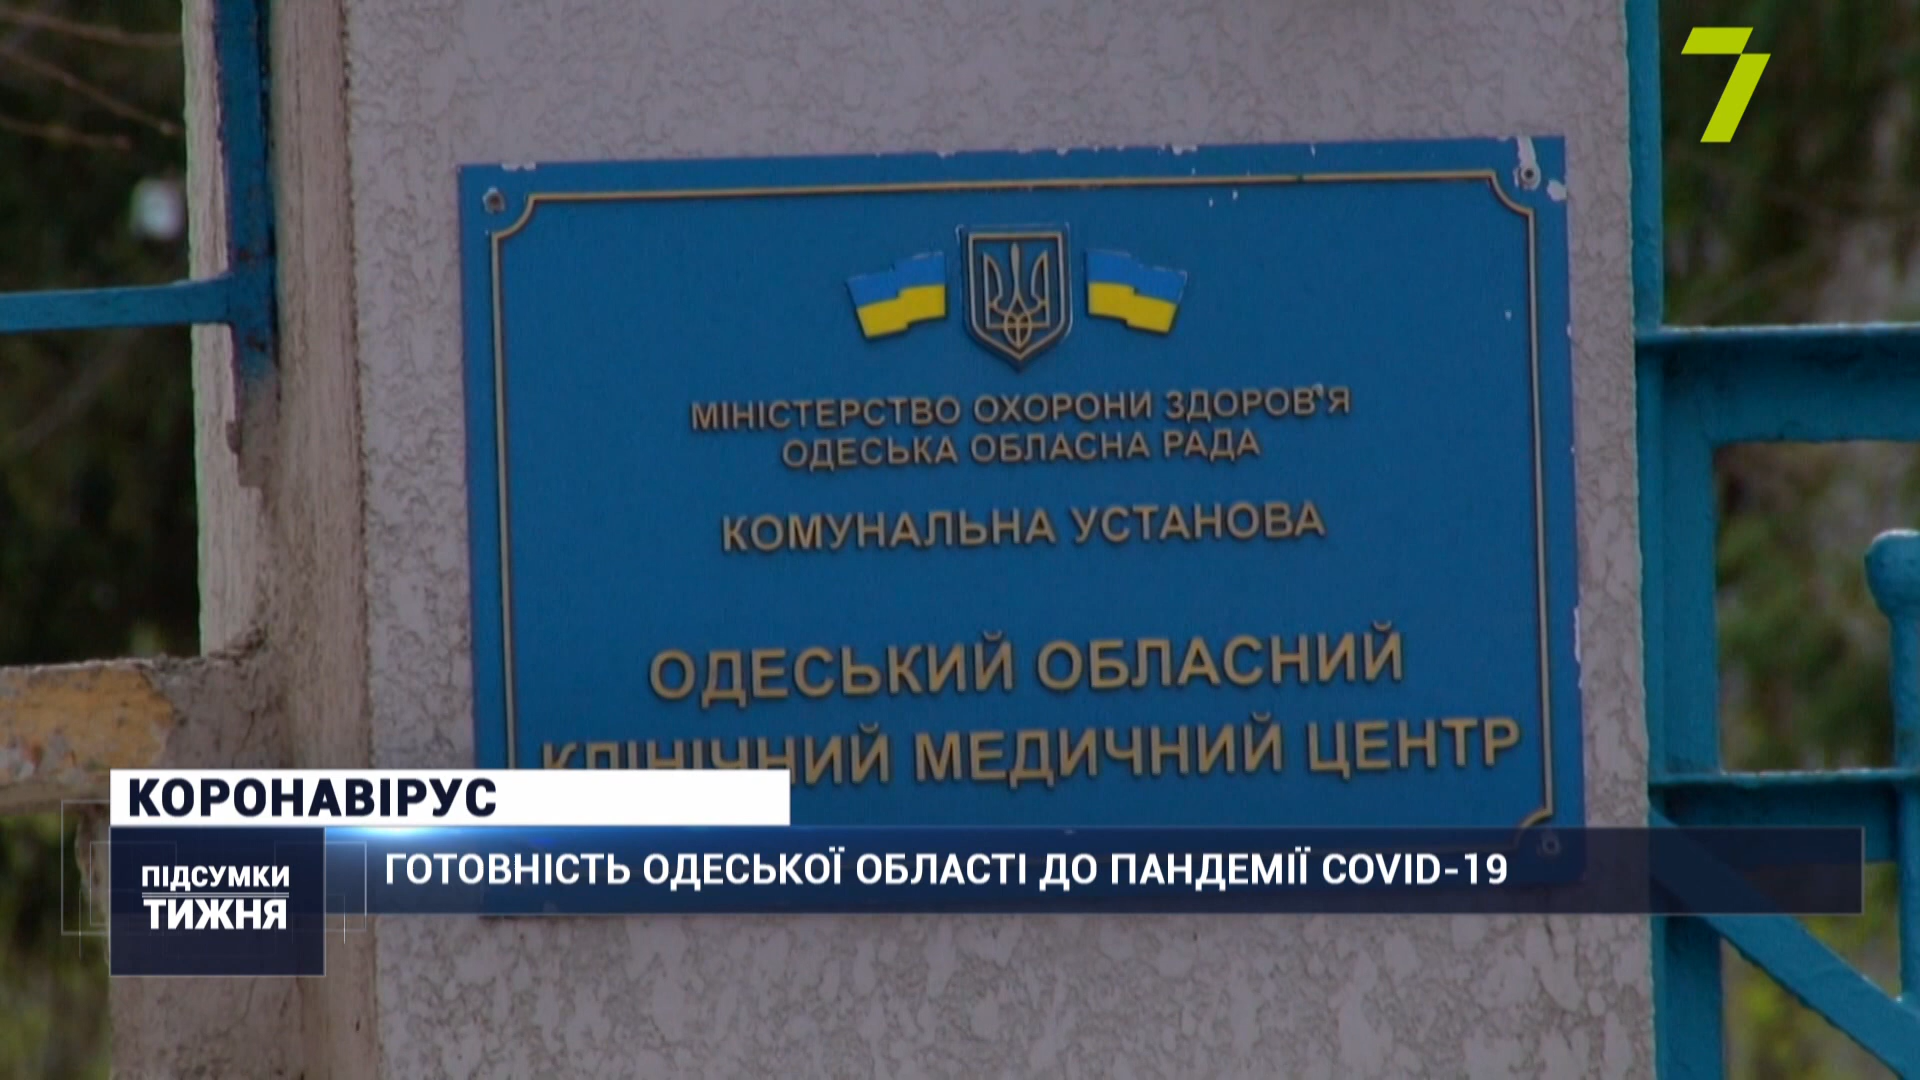 7
МІНІСТЕРСТВО ОХОРОНИ ЗДОРОВ'Я
ОДЕСЬКА ОБЛАСНА РАДА
КОМУНАЛЬНА УСТАНОВА
ОДЕСЬКИЙ ОБЛАСНИЙ
КЛІНІЧНИЙ МЕДИЧНИЙ ЦЕНТР
КОРОНАВІРУС
ПІДСУМКИ
ТИЖНЯ
ГОТОВНІСТЬ ОДЕСЬКОЇ ОБЛАСТІ ДО ПАНДЕМІЇ COVID-19